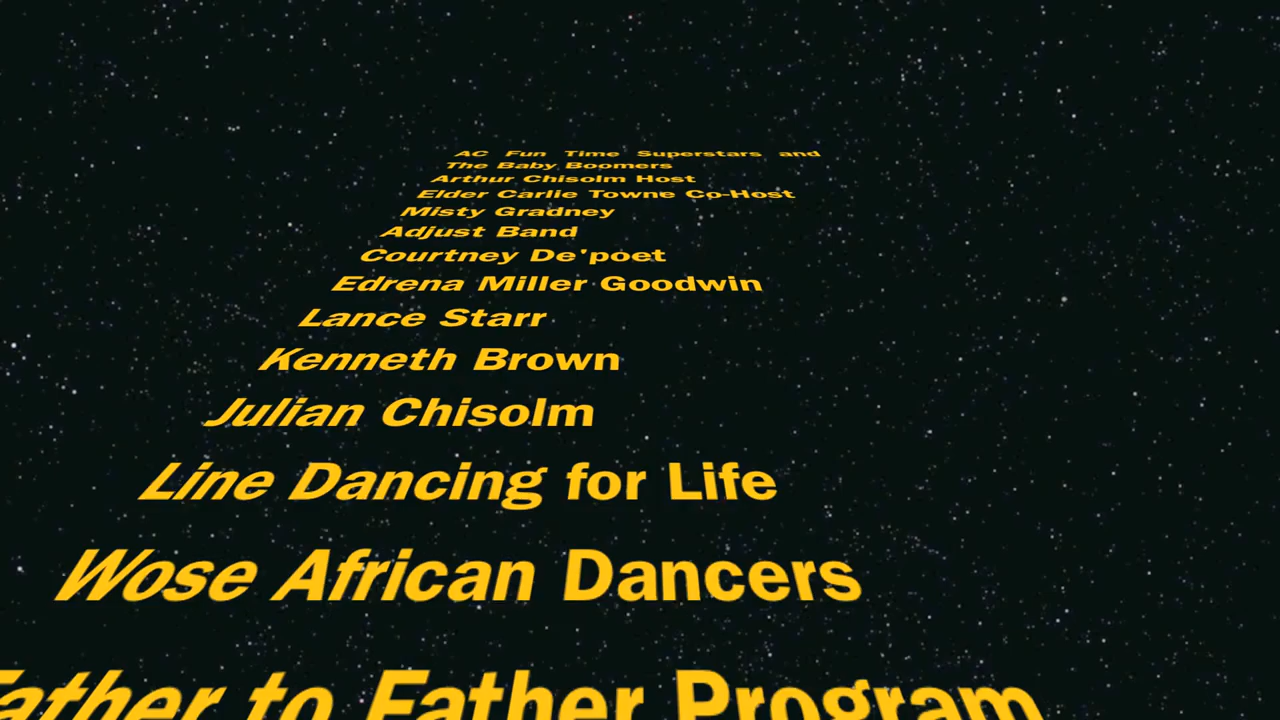 AC Fun Time Superstars and
The Baby Boomers
Arthur Chisolm Host
Elder Carlie Towne Co-Host
Misty Gradney
Adjust Band
Courtney De'poet
Edrena Miller Goodwin
Lance Starr
Kenneth Brown
Julian Chisolm
Line Dancing for Life
Wose African Dancers
Father to Father Program